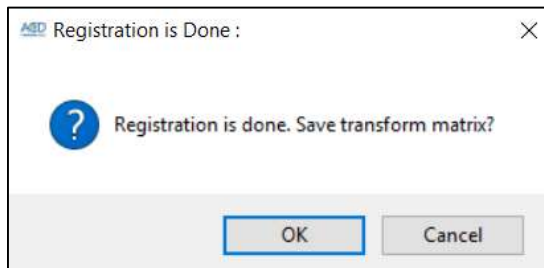 Registration is Done :
Registration is done. Save transform matrix?
OK
Cancel